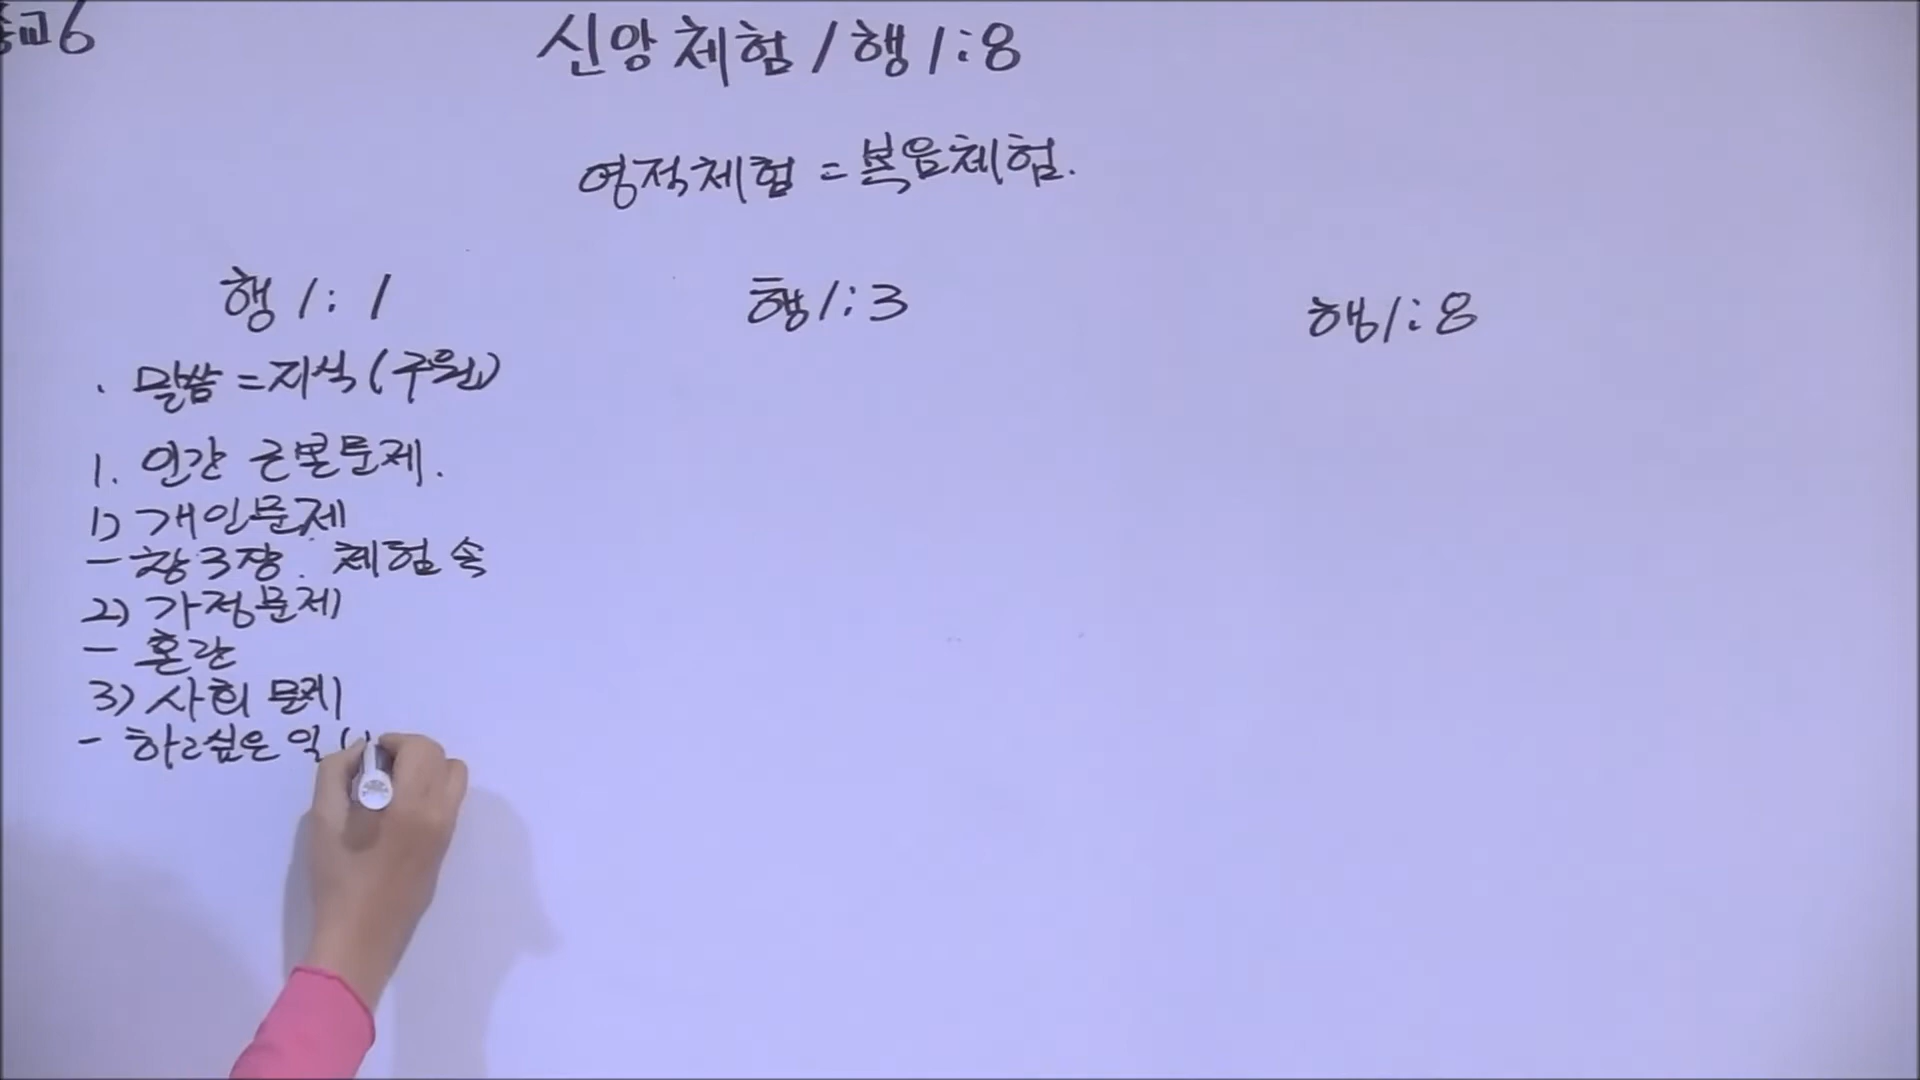 교6
신앙체험 / 행 1:8
영적체험 = 복음체험.
행 1:1
행 1:3
행 1:8
· 말씀 = 지식 (구원)
1. 인간 근본문제.
1) 개인문제
- 창3장. 체험 속
2) 가정문제
- 혼란
3) 사회 문제
- 하고싶은 일 (